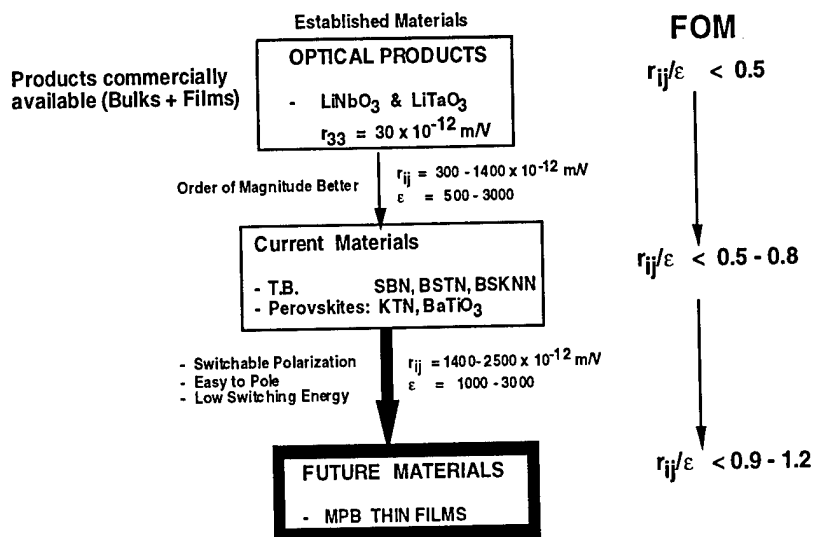 Established Materials
FOM
OPTICAL PRODUCTS
Products commercially
available (Bulks + Films)
- LiNbO3 & LiTaO3
r33 = 30 x 10-12 m/V
rij/ε < 0.5
Order of Magnitude Better
rij = 300 - 1400 x 10-12 m/V
ε = 500 - 3000
Current Materials
- T.B. SBN, BSTN, BSKNN
- Perovskites: KTN, BaTiO3
rij/ε < 0.5 - 0.8
- Switchable Polarization
- Easy to Pole
- Low Switching Energy
rij = 1400-2500 x 10-12 m/V
ε = 1000 - 3000
FUTURE MATERIALS
- MPB THIN FILMS
rij/ε < 0.9 - 1.2